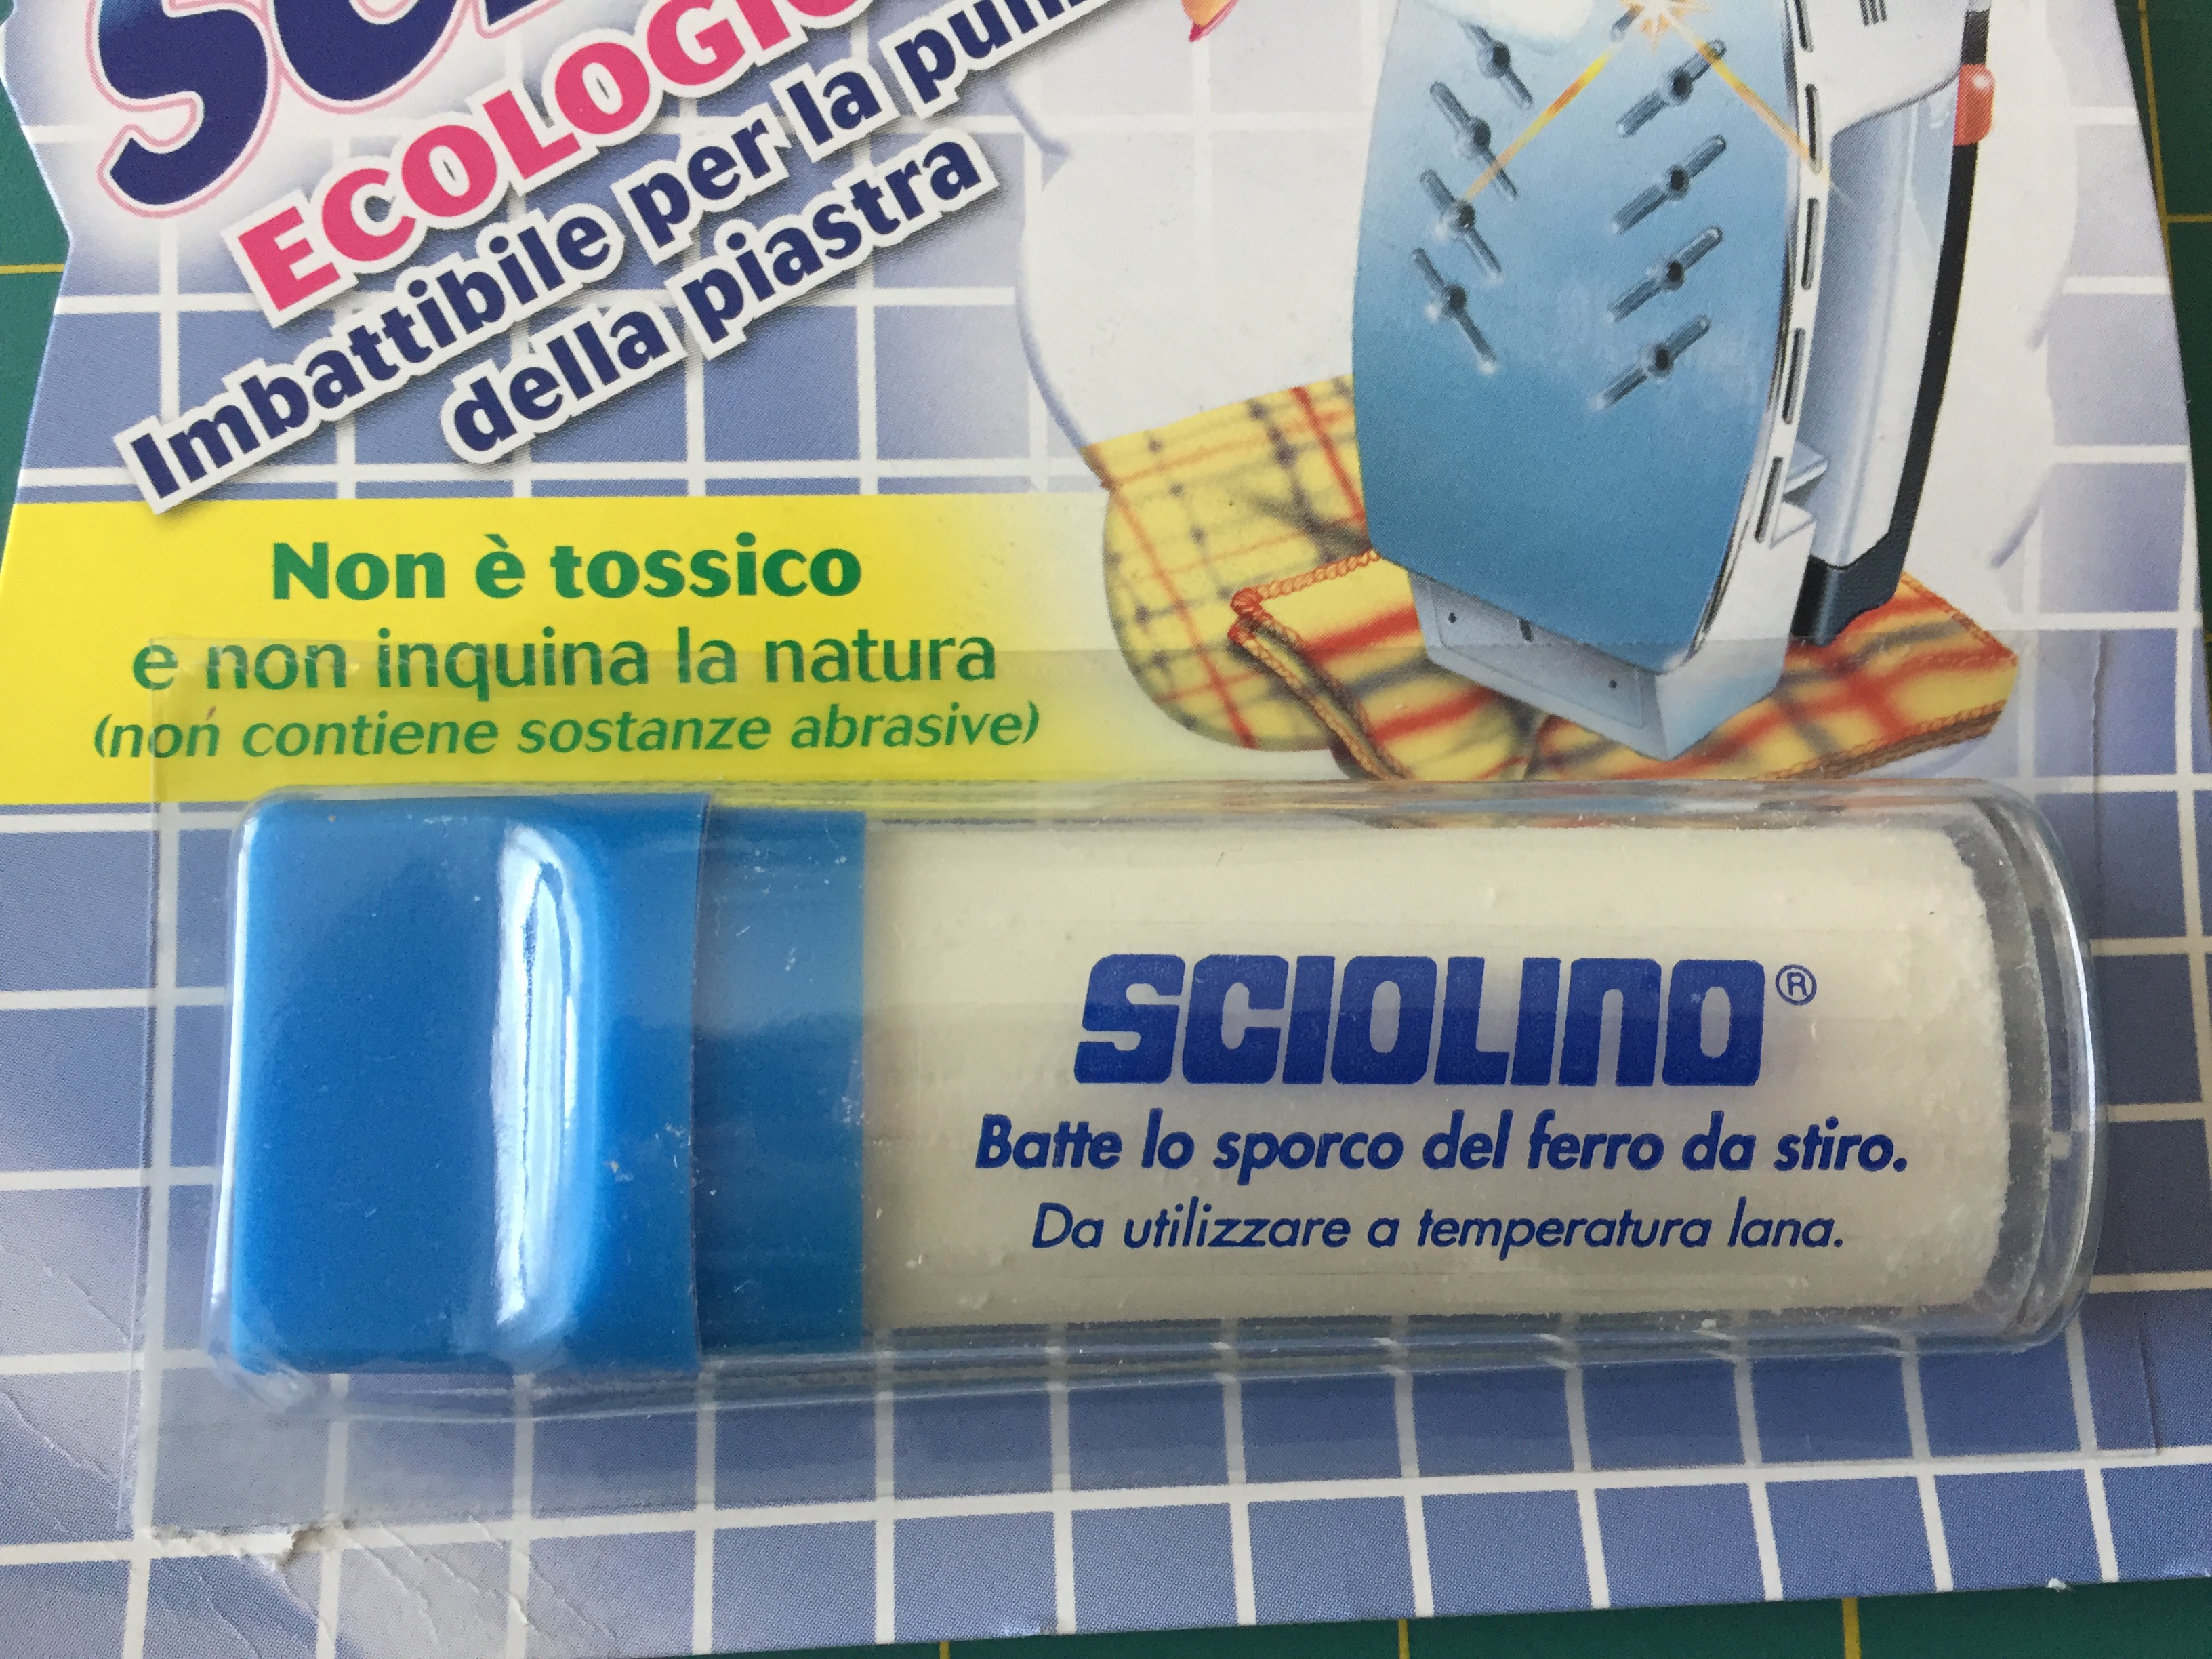 ECOLOGIC
Imbattibile per la
della piastra
Non è tossico
e non inquina la natura
(non contiene sostanze abrasive)
SCIOLINO®
Batte lo sporco del ferro da stiro.
Da utilizzare a temperatura lana.